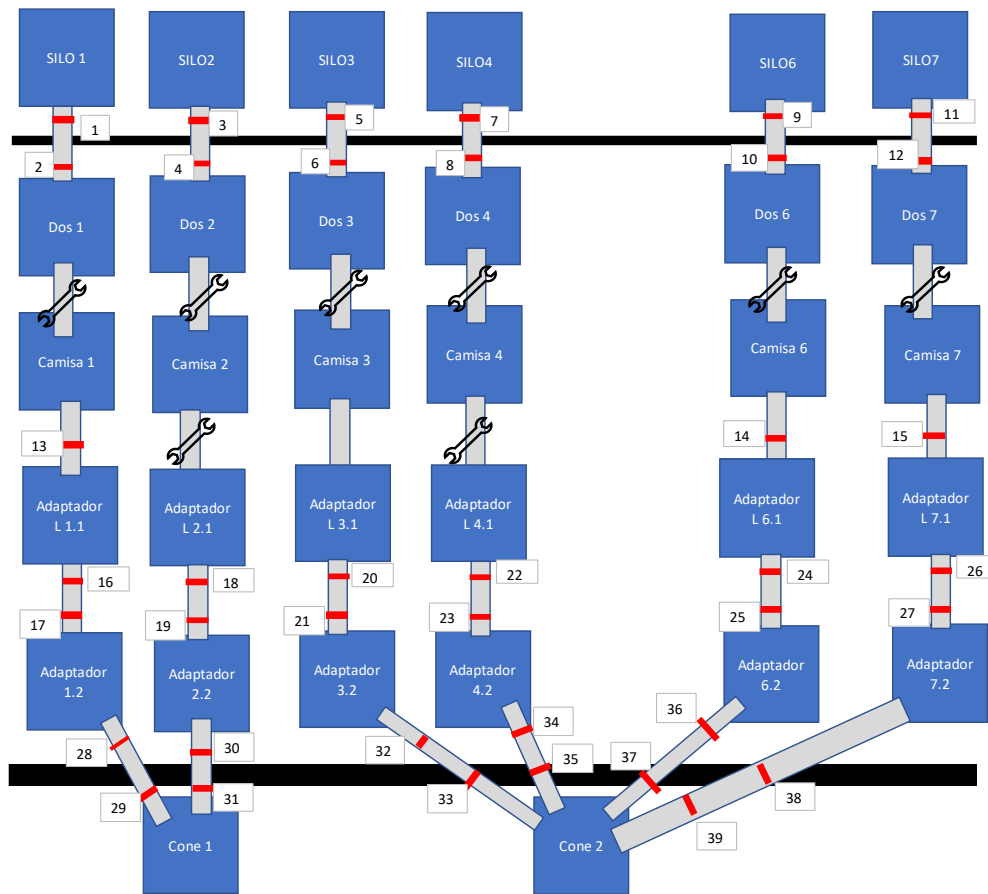 SILO 1
SILO2
SILO3
SILO4
SILO6
SILO7
1
3
5
7
9
11
2
4
6
8
10
12
Dos 1
Dos 2
Dos 3
Dos 4
Dos 6
Dos 7
Camisa 1
Camisa 2
Camisa 3
Camisa 4
Camisa 6
Camisa 7
13
14
15
Adaptador
L 1.1
Adaptador
L 2.1
Adaptador
L 3.1
Adaptador
L 4.1
Adaptador
L 6.1
Adaptador
L 7.1
16
18
20
22
24
26
17
19
21
23
25
27
Adaptador
1.2
Adaptador
2.2
Adaptador
3.2
Adaptador
4.2
Adaptador
6.2
Adaptador
7.2
28
30
32
34
36
29
31
33
35
37
38
39
Cone 1
Cone 2